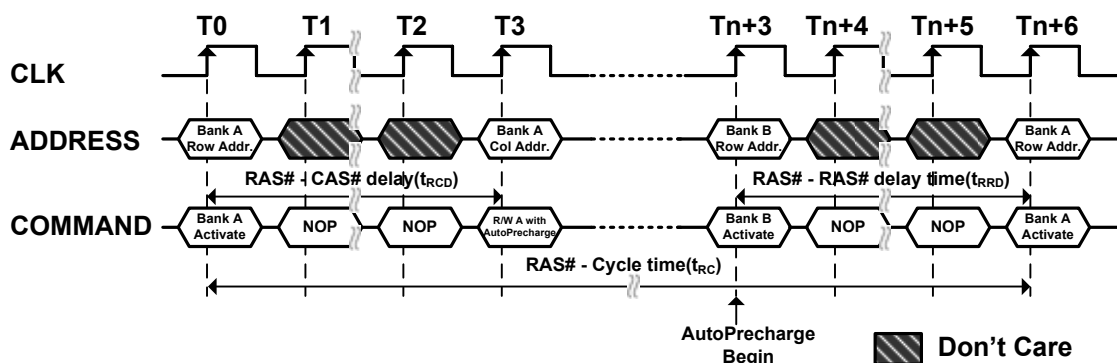 T0 T1 T2 T3 Tn+3 Tn+4 Tn+5 Tn+6
CLK
ADDRESS
Bank A
Row Addr.
Bank A
Col Addr.
Bank B
Row Addr.
Bank A
Row Addr.
RAS# - CAS# delay(tRCD)
RAS# - RAS# delay time(tRRD)
COMMAND
Bank A
Activate
NOP
NOP
R/W A with
AutoPrecharge
Bank B
Activate
NOP
NOP
Bank A
Activate
RAS# - Cycle time(tRC)
AutoPrecharge
Begin
Don't Care